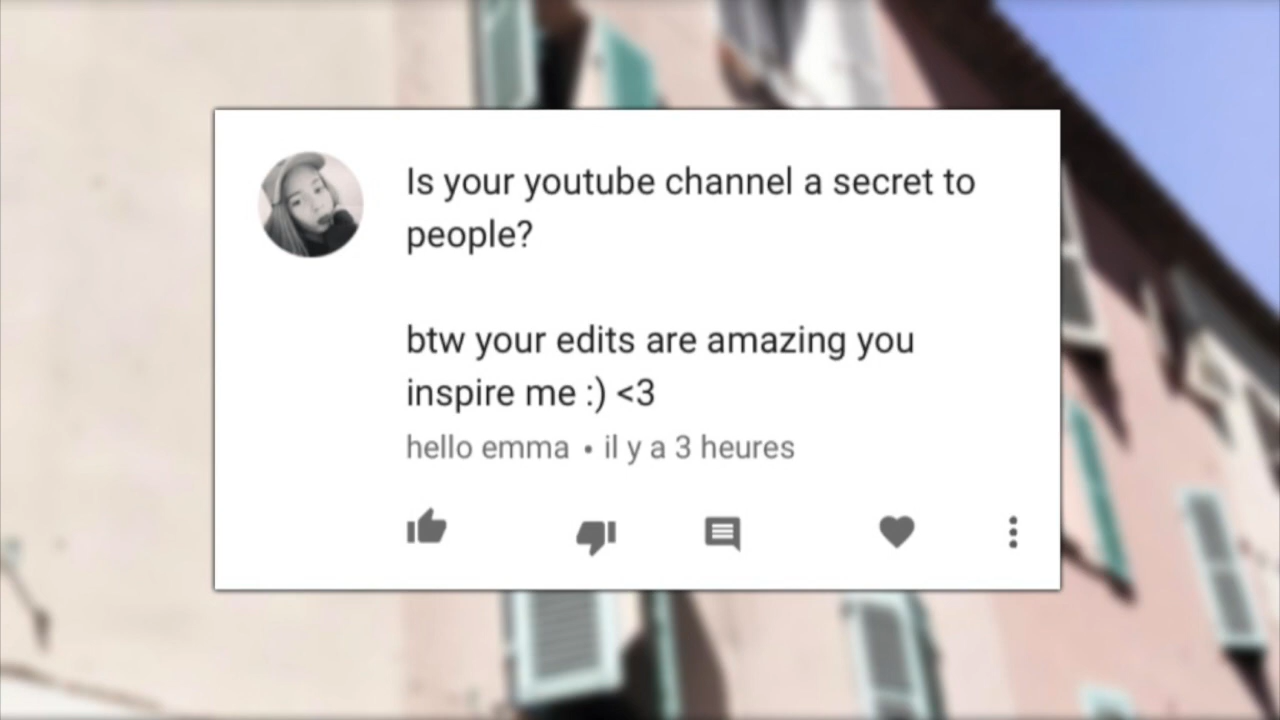 Is your youtube channel a secret to
people?
btw your edits are amazing you
inspire me :) <3
hello emma • il y a 3 heures